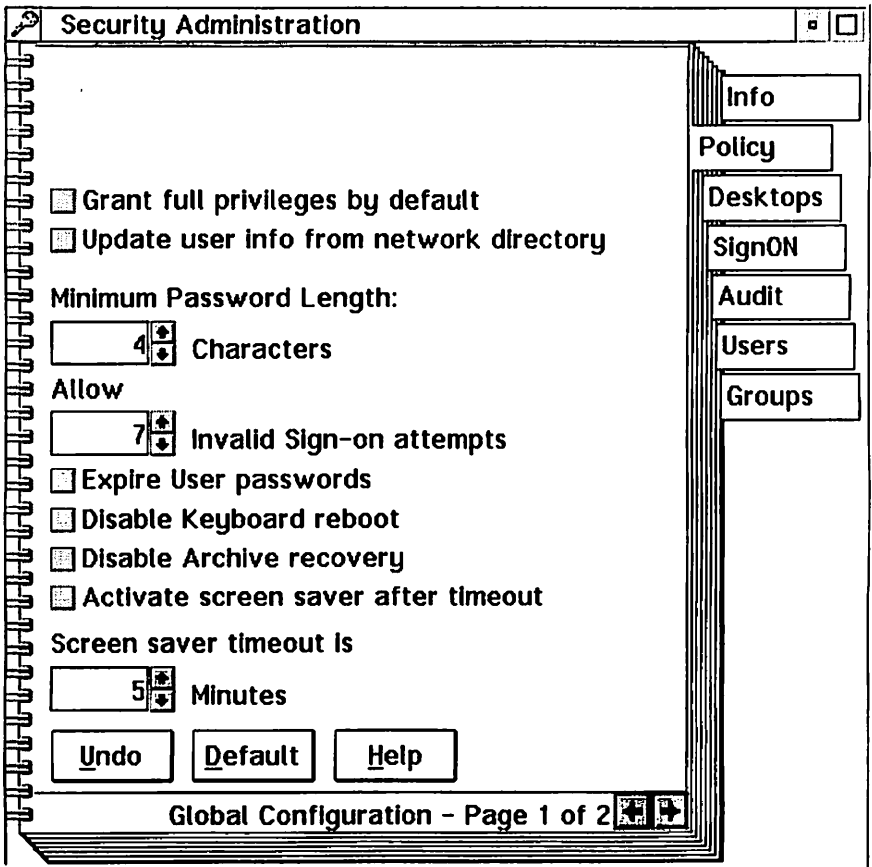 Security Administration
Info
Policy
Desktops
SignON
Audit
Users
Groups
Grant full privileges by default
Update user info from network directory
Minimum Password Length:
4 Characters
Allow
7 Invalid Sign-on attempts
Expire User passwords
Disable Keyboard reboot
Disable Archive recovery
Activate screen saver after timeout
Screen saver timeout is
5 Minutes
Undo Default Help
Global Configuration - Page 1 of 2